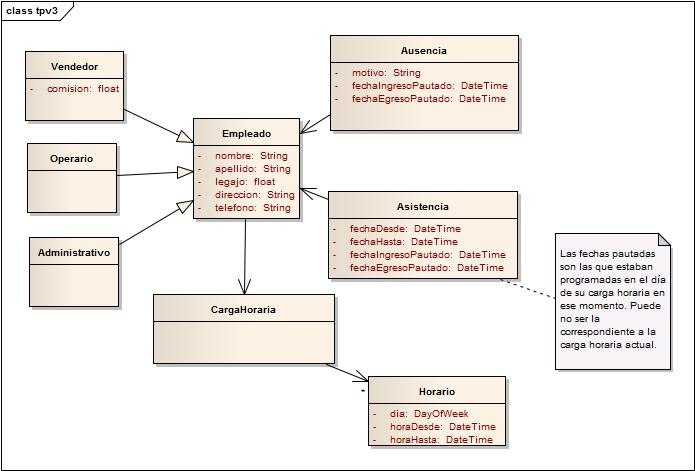 class tpv3
Vendedor
- comision: float
Operario
Administrativo
Empleado
- nombre: String
- apellido: String
- legajo: float
- direccion: String
- telefono: String
Ausencia
- motivo: String
- fechaIngresoPautado: DateTime
- fechaEgresoPautado: DateTime
Asistencia
- fechaDesde: DateTime
- fechaHasta: DateTime
- fechaIngresoPautado: DateTime
- fechaEgresoPautado: DateTime
Las fechas pautadas
son las que estaban
programadas en el día
de su carga horaria en
ese momento. Puede
no ser la
correspondiente a la
carga horaria actual.
CargaHoraria
*
Horario
- dia: DayOfWeek
- horaDesde: DateTime
- horaHasta: DateTime